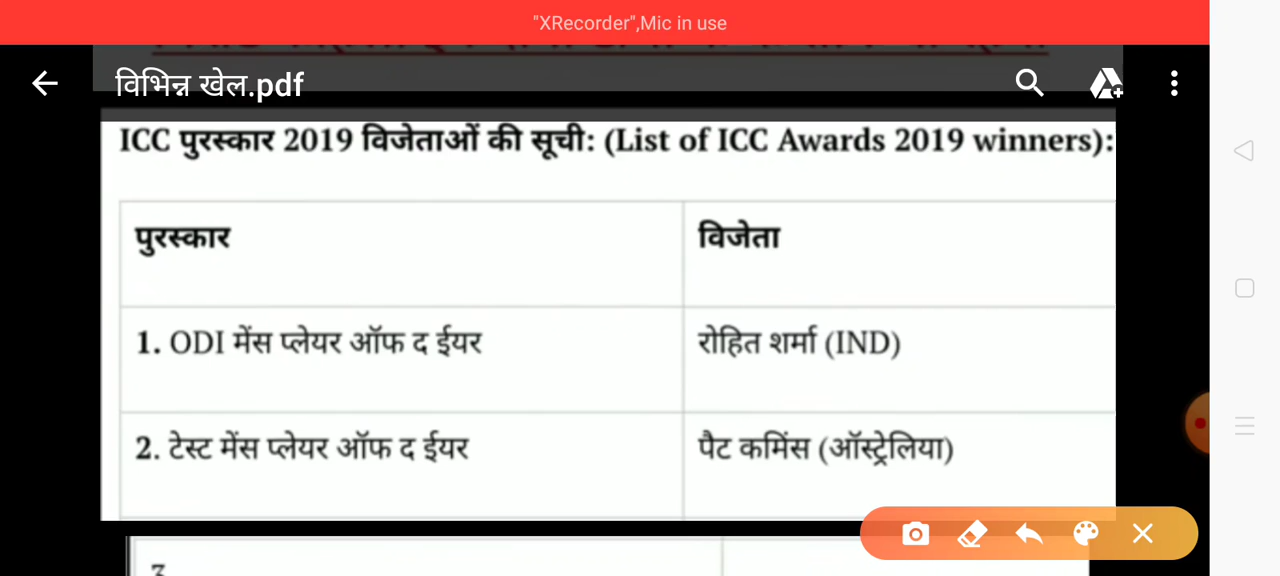 "XRecorder",Mic in use
विभिन्न खेल.pdf
ICC पुरस्कार 2019 विजेताओं की सूची: (List of ICC Awards 2019 winners):
पुरस्कार
विजेता
1. ODI मेंस प्लेयर ऑफ द ईयर
रोहित शर्मा (IND)
2. टेस्ट मेंस प्लेयर ऑफ द ईयर
पैट कमिंस (ऑस्ट्रेलिया)